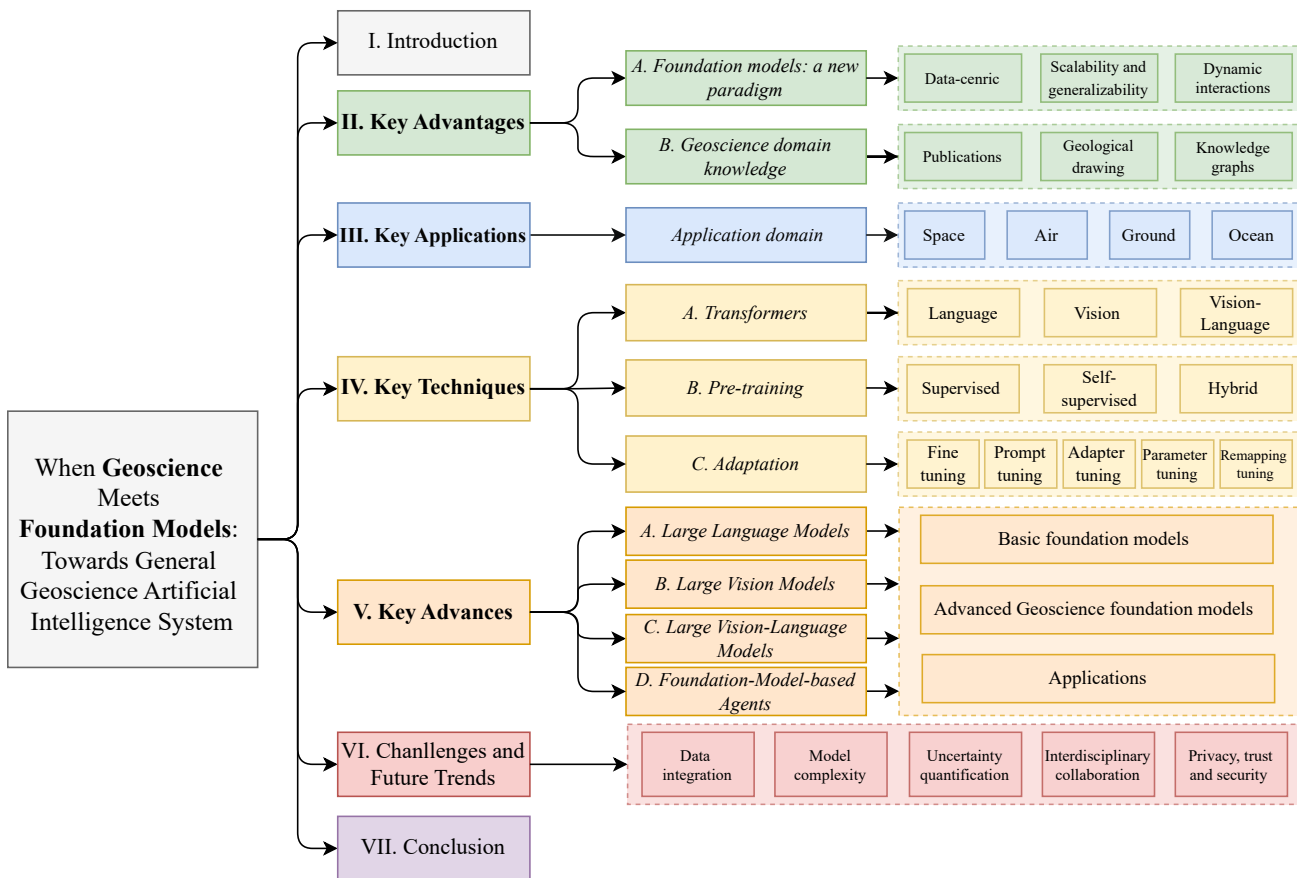 When Geoscience
Meets
Foundation Models:
Towards General
Geoscience Artificial
Intelligence System
I. Introduction
II. Key Advantages
A. Foundation models: a new
paradigm
Data-cenric
Scalability and
generalizability
Dynamic
interactions
B. Geoscience domain
knowledge
Publications
Geological
drawing
Knowledge
graphs
III. Key Applications
Application domain
Space
Air
Ground
Ocean
IV. Key Techniques
A. Transformers
Language
Vision
Vision-
Language
B. Pre-training
Supervised
Self-
supervised
Hybrid
C. Adaptation
Fine
tuning
Prompt
tuning
Adapter
tuning
Parameter
tuning
Remapping
tuning
V. Key Advances
A. Large Language Models
B. Large Vision Models
C. Large Vision-Language
Models
D. Foundation-Model-based
Agents
Basic foundation models
Advanced Geoscience foundation models
Applications
VI. Chanllenges and
Future Trends
Data
integration
Model
complexity
Uncertainty
quantification
Interdisciplinary
collaboration
Privacy, trust
and security
VII. Conclusion